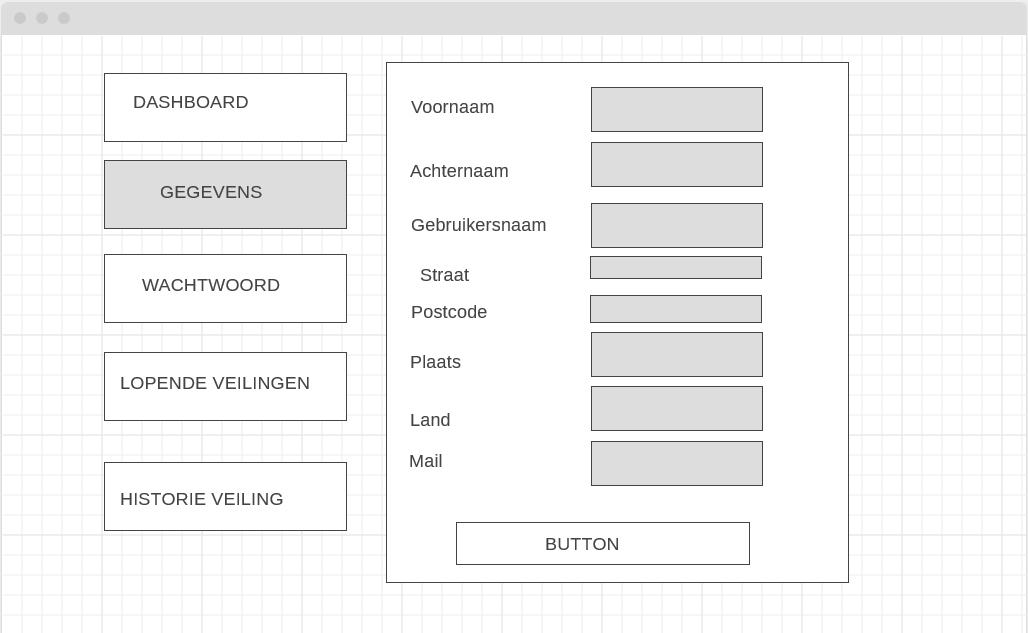 DASHBOARD
GEGEVENS
WACHTWOORD
LOPENDE VEILINGEN
HISTORIE VEILING
Voornaam
Achternaam
Gebruikersnaam
Straat
Postcode
Plaats
Land
Mail
BUTTON